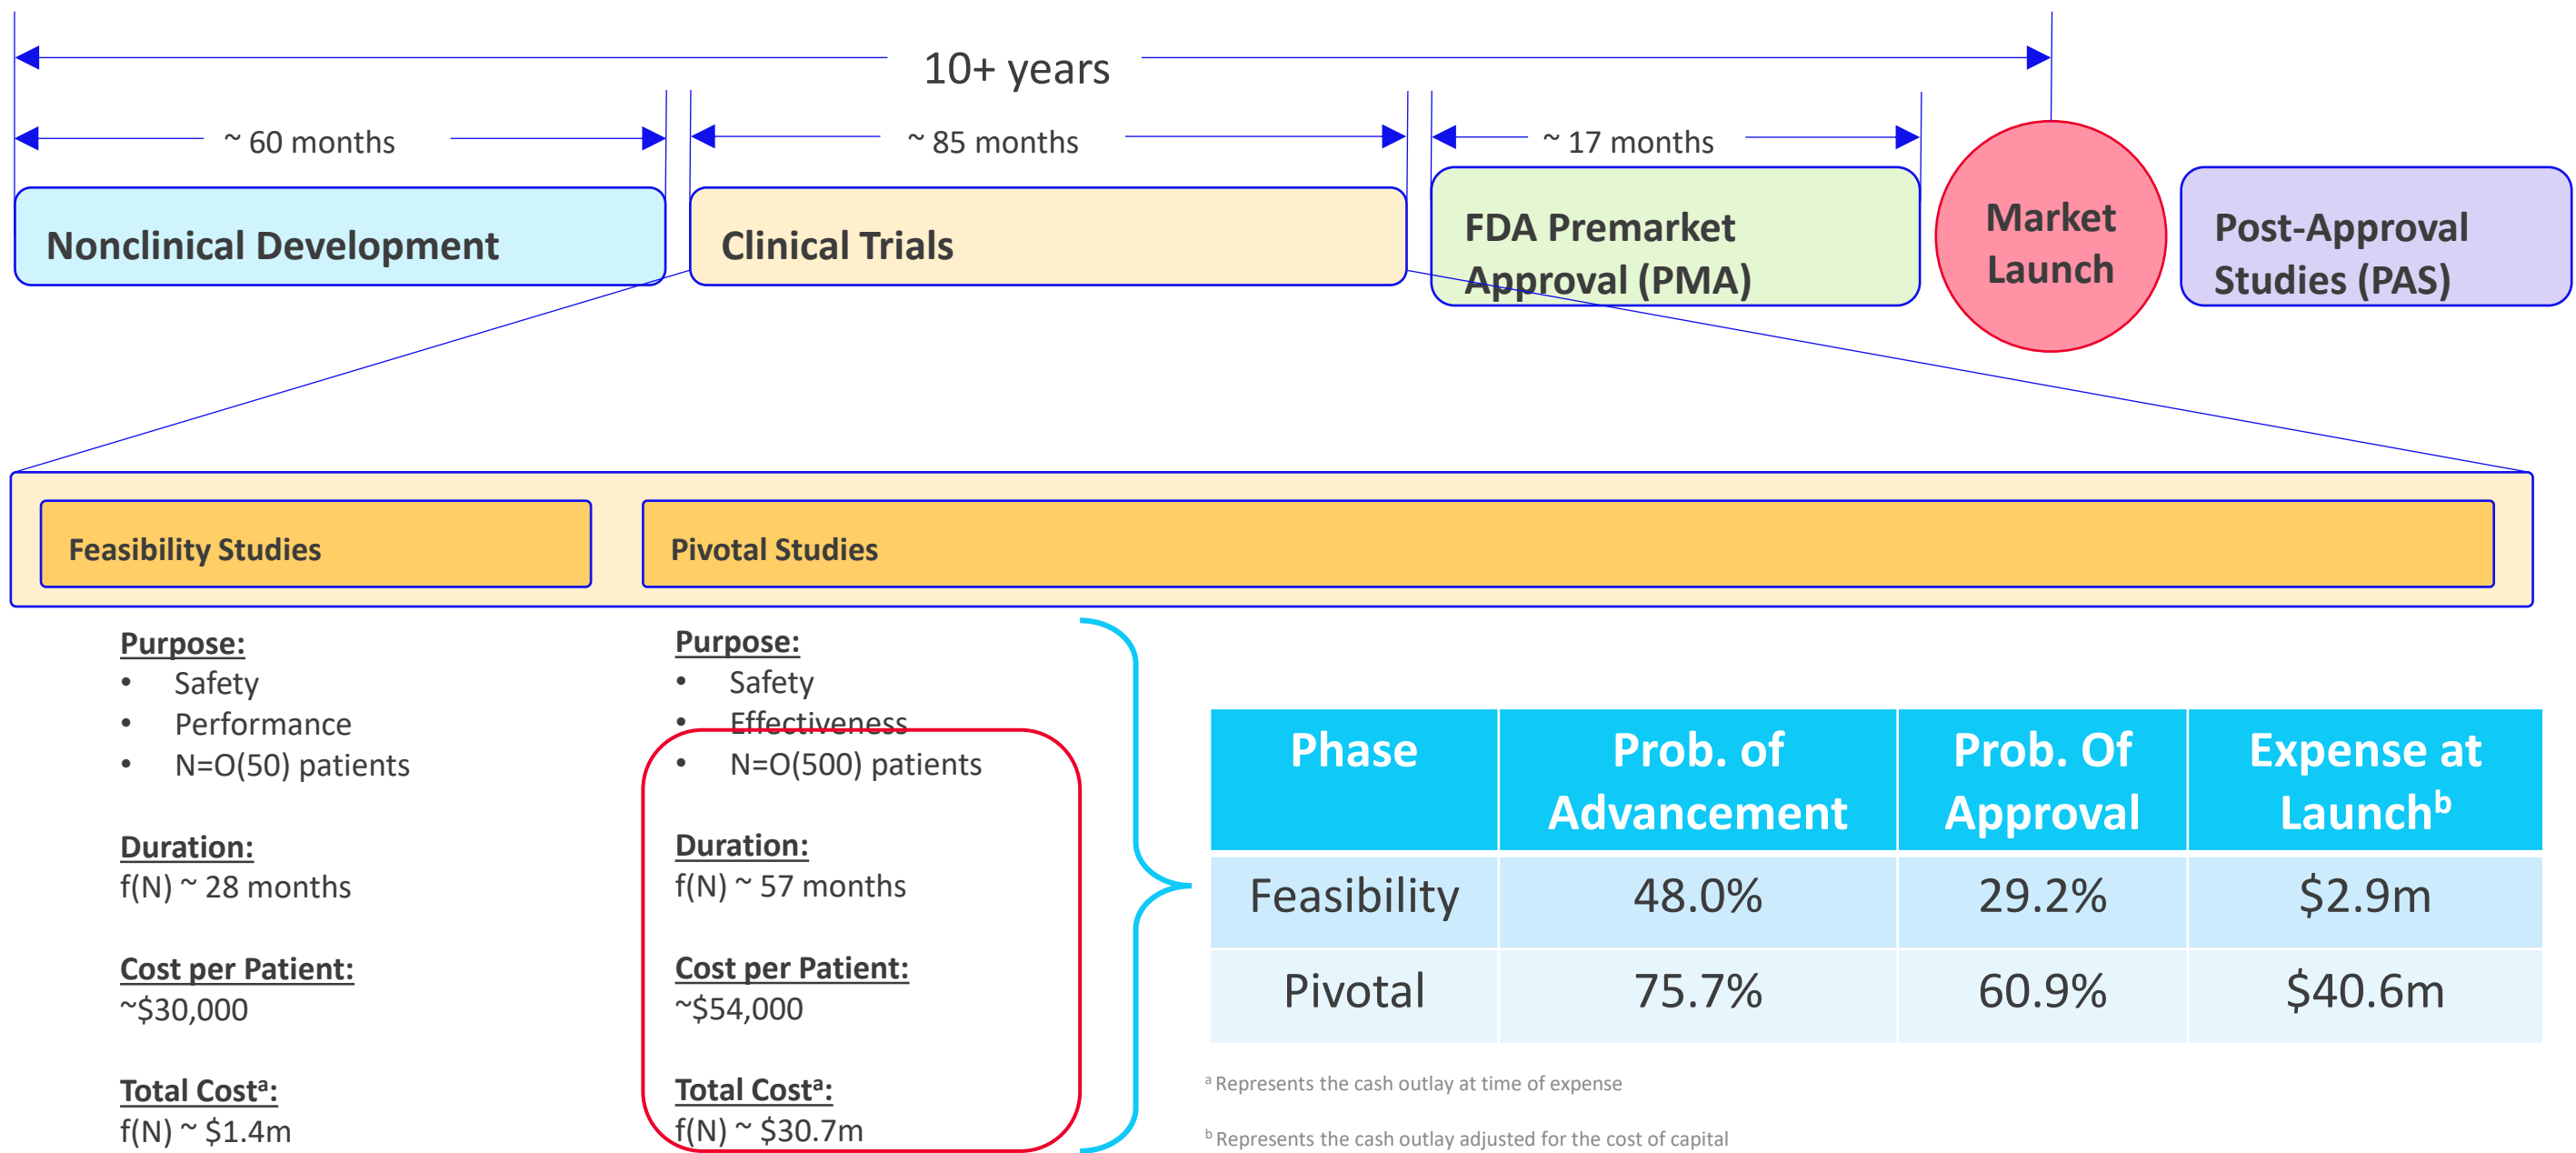 10+ years
~ 60 months
~ 85 months
~ 17 months
Nonclinical Development
Clinical Trials
FDA Premarket
Approval (PMA)
Market
Launch
Post-Approval
Studies (PAS)
Feasibility Studies
Pivotal Studies
Purpose:
• Safety
• Performance
• N=O(50) patients
Duration:
f(N) ~ 28 months
Cost per Patient:
~$30,000
Total Costᵃ:
f(N) ~ $1.4m
Purpose:
• Safety
• Effectiveness
• N=O(500) patients
Duration:
f(N) ~ 57 months
Cost per Patient:
~$54,000
Total Costᵃ:
f(N) ~ $30.7m
Phase
Prob. of
Advancement
Prob. Of
Approval
Expense at
Launchᵇ
Feasibility 48.0% 29.2% $2.9m
Pivotal 75.7% 60.9% $40.6m
ᵃ Represents the cash outlay at time of expense
ᵇ Represents the cash outlay adjusted for the cost of capital